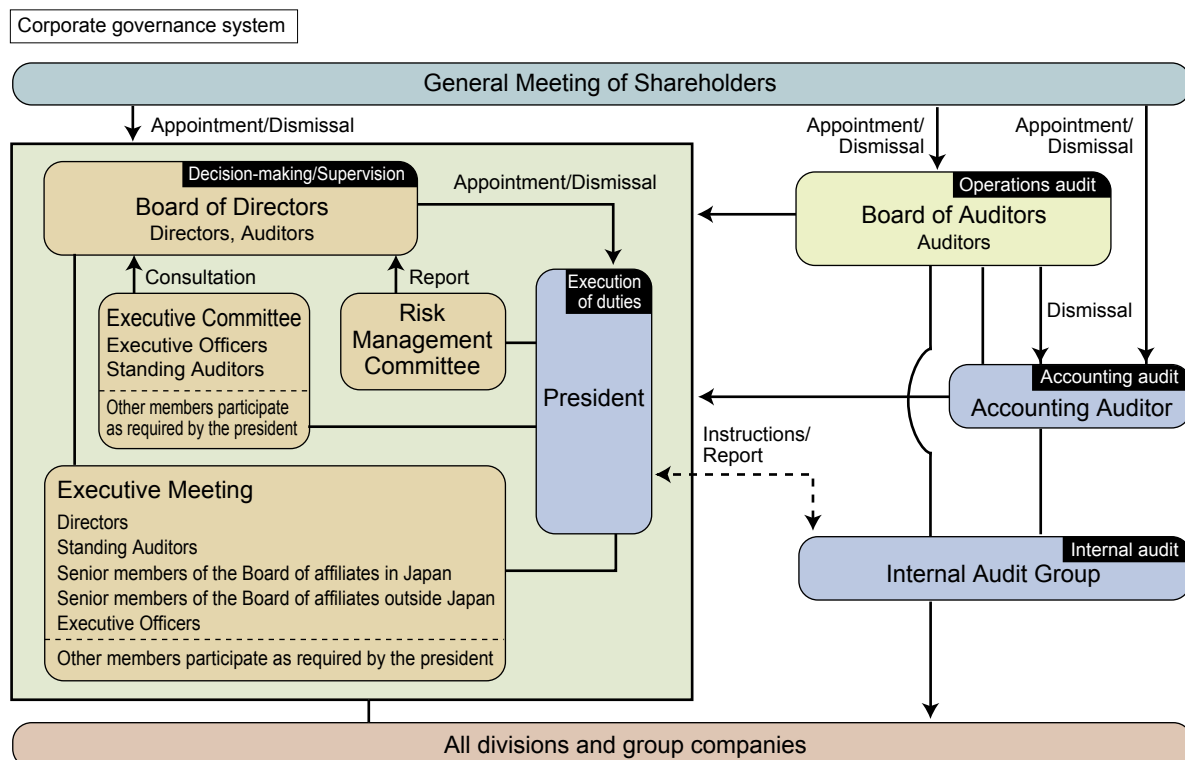 Corporate governance system
General Meeting of Shareholders
Appointment/Dismissal
Appointment/
Dismissal
Appointment/
Dismissal
Decision-making/Supervision
Board of Directors
Directors, Auditors
Appointment/Dismissal
Operations audit
Board of Auditors
Auditors
Consultation
Report
Execution
of duties
Dismissal
Executive Committee
Executive Officers
Standing Auditors
Other members participate
as required by the president
Risk
Management
Committee
President
Accounting audit
Accounting Auditor
Instructions/
Report
Executive Meeting
Directors
Standing Auditors
Senior members of the Board of affiliates in Japan
Senior members of the Board of affiliates outside Japan
Executive Officers
Other members participate as required by the president
Internal audit
Internal Audit Group
All divisions and group companies